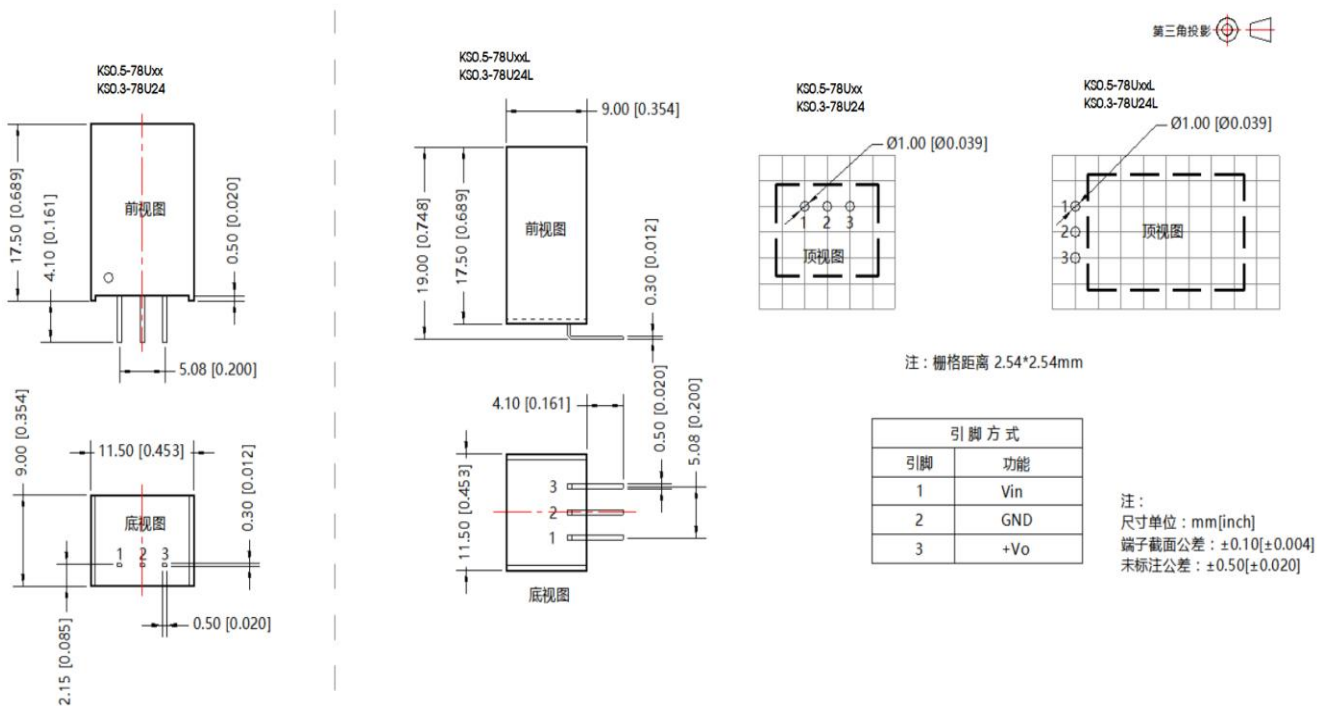 第三角投影
KS0.5-78Uxx
KS0.3-78U24
17.50 [0.689]
4.10 [0.161]
前视图
0.50 [0.020]
5.08 [0.200]
9.00 [0.354]
11.50 [0.453]
底视图
1 2 3
0.30 [0.012]
0.50 [0.020]
2.15 [0.085]
KS0.5-78UxxL
KS0.3-78U24L
9.00 [0.354]
19.00 [0.748]
17.50 [0.689]
前视图
0.30 [0.012]
4.10 [0.161]
0.50 [0.020]
5.08 [0.200]
11.50 [0.453]
3
2
1
底视图
KS0.5-78Uxx
KS0.3-78U24
Ø1.00 [Ø0.039]
1 2 3
顶视图
KS0.5-78UxxL
KS0.3-78U24L
Ø1.00 [Ø0.039]
1
2
3
顶视图
注：栅格距离 2.54*2.54mm
引脚方式
引脚 功能
1 Vin
2 GND
3 +Vo
注：
尺寸单位：mm[inch]
端子截面公差：±0.10[±0.004]
未标注公差：±0.50[±0.020]